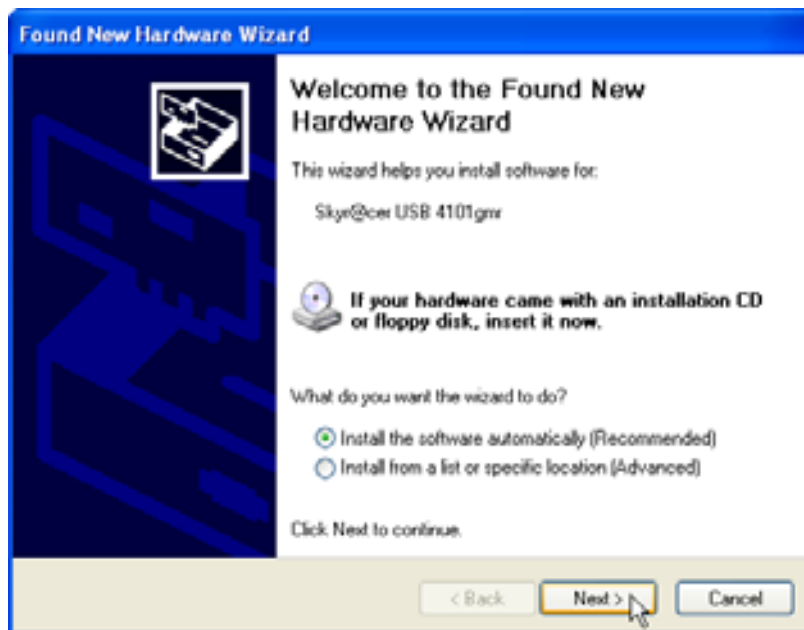 Found New Hardware Wizard
Welcome to the Found New
Hardware Wizard
This wizard helps you install software for:
Skyr@cer USB 4101gmr
If your hardware came with an installation CD
or floppy disk, insert it now.
What do you want the wizard to do?
Install the software automatically (Recommended)
Install from a list or specific location (Advanced)
Click Next to continue.
< Back
Next >
Cancel